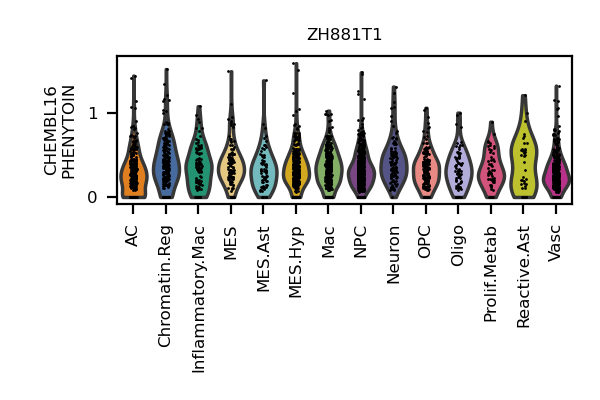 ZH881T1
CHEMBL16
PHENYTOIN
1
0
AC
Chromatin.Reg
Inflammatory.Mac
MES
MES.Ast
MES.Hyp
Mac
NPC
Neuron
OPC
Oligo
Prolif.Metab
Reactive.Ast
Vasc